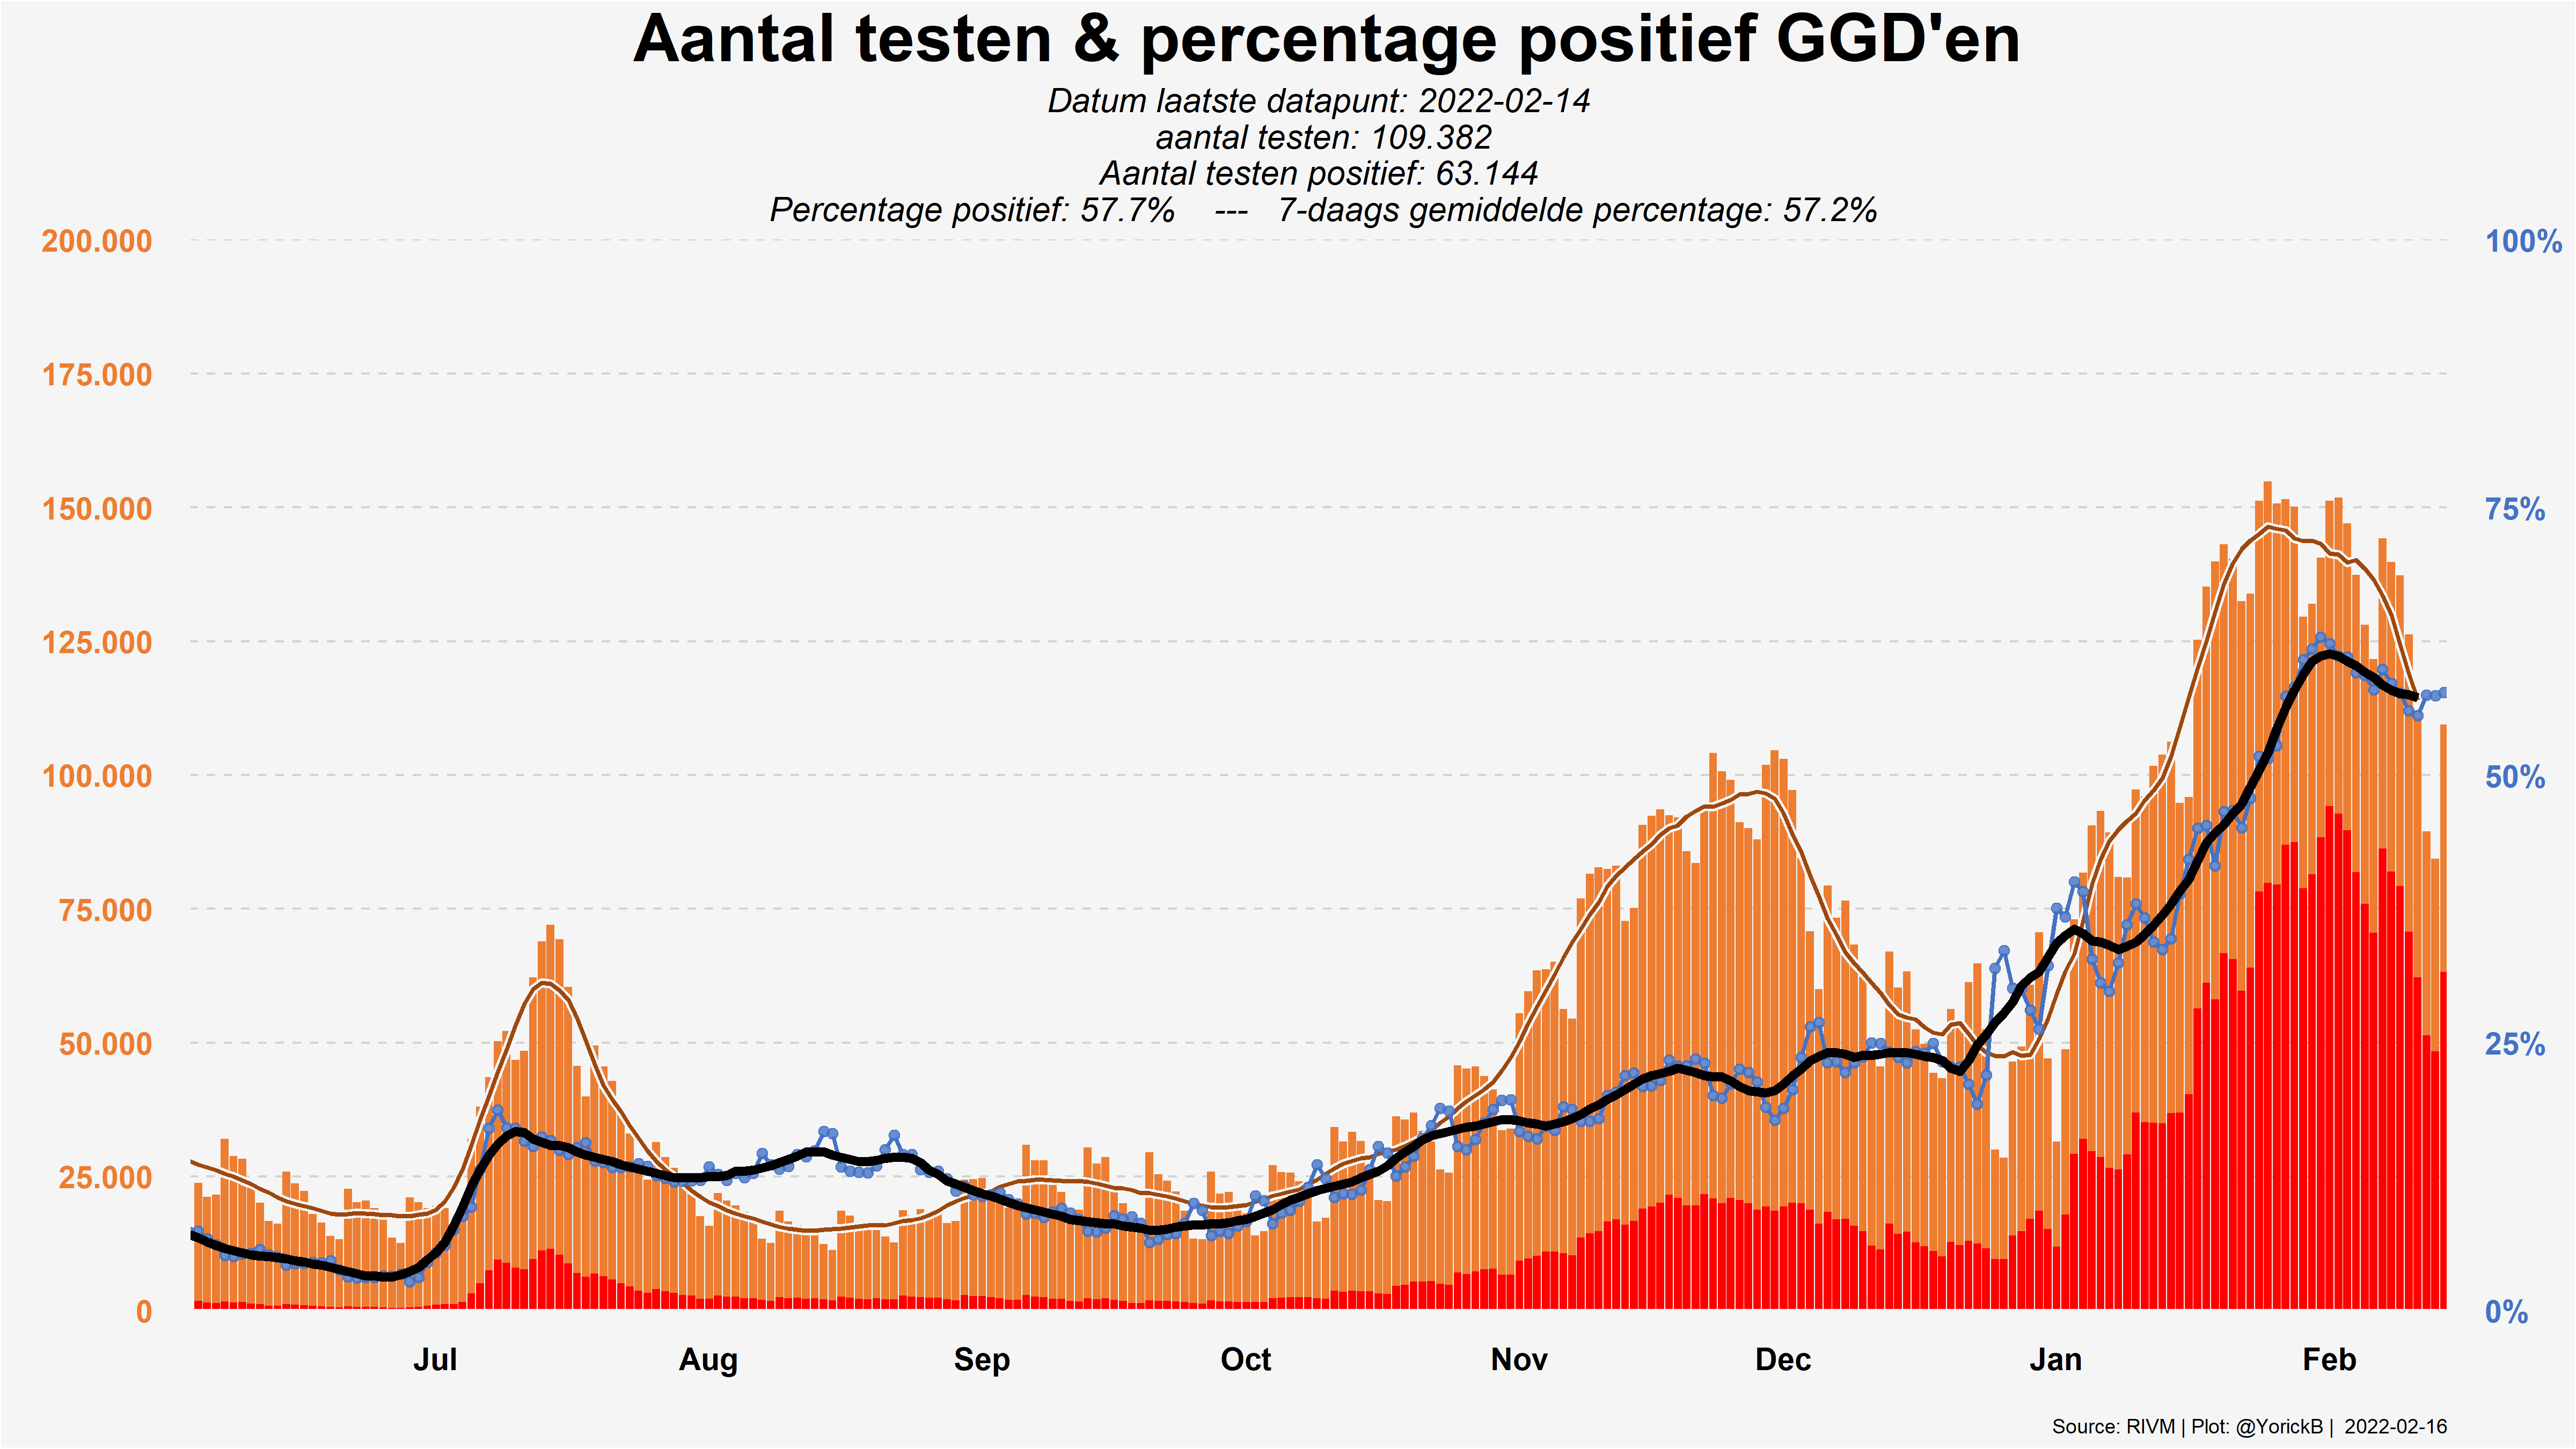 Aantal testen & percentage positief GGD'en
Datum laatste datapunt: 2022-02-14
aantal testen: 109.382
Aantal testen positief: 63.144
Percentage positief: 57.7% --- 7-daags gemiddelde percentage: 57.2%
200.000
175.000
150.000
125.000
100.000
75.000
50.000
25.000
0
100%
75%
50%
25%
0%
Jul Aug Sep Oct Nov Dec Jan Feb
Source: RIVM | Plot: @YorickB | 2022-02-16